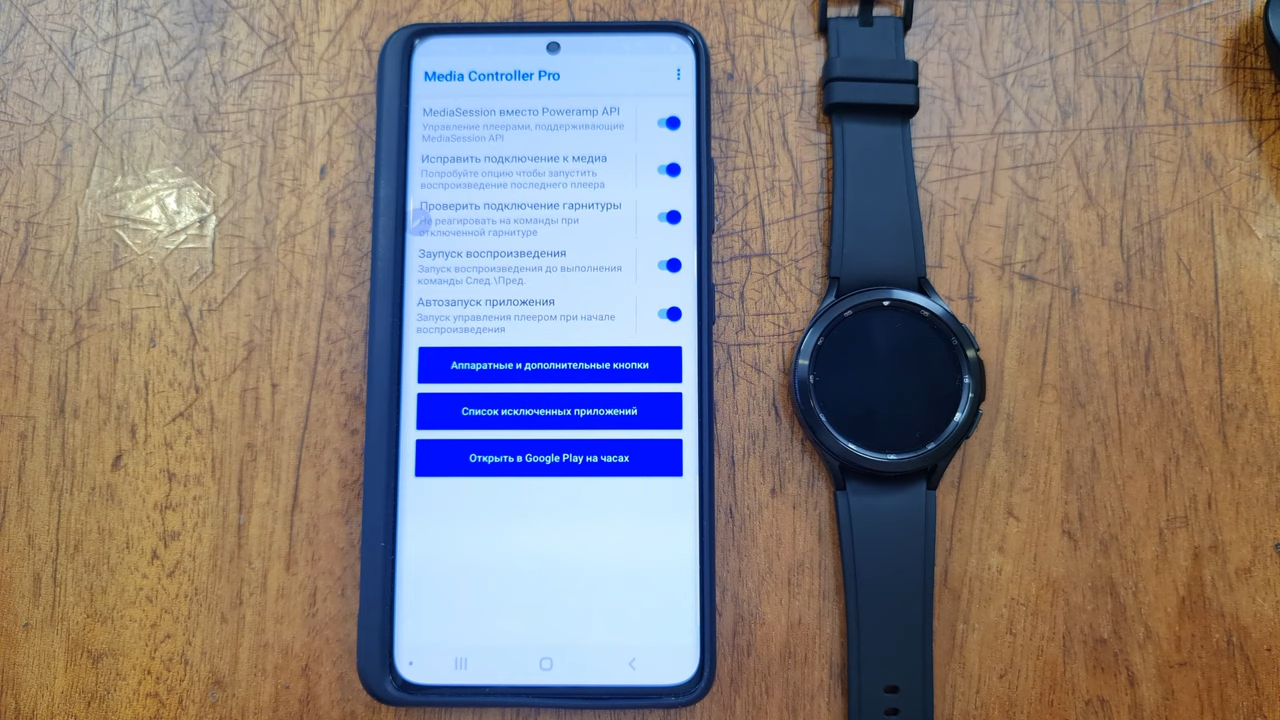 Media Controller Pro
MediaSession вместо Poweramp API
Управление плеерами, поддерживающие
MediaSession API
Исправить подключение к медиа
Попробуйте опцию чтобы запустить
воспроизведение последнего плеера
Проверить подключение гарнитуры
Не реагировать на команды при
отключенной гарнитуре
Заупуск воспроизведения
Запуск воспроизведения до выполнения
команды След.\Пред.
Автозапуск приложения
Запуск управления плеером при начале
воспроизведения
Аппаратные и дополнительные кнопки
Список исключенных приложений
Открыть в Google Play на часах